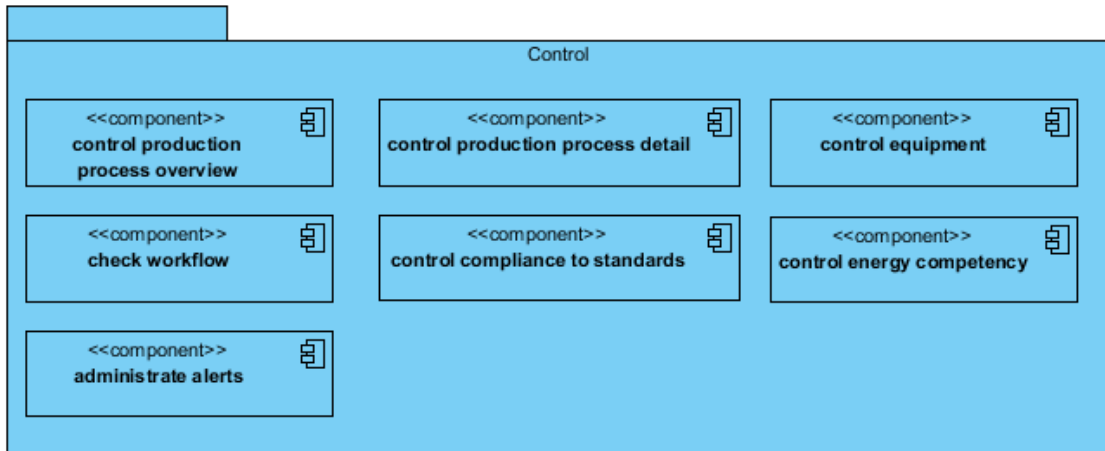 Control
<<component>>
control production
process overview
<<component>>
control production process detail
<<component>>
control equipment
<<component>>
check workflow
<<component>>
control compliance to standards
<<component>>
control energy competency
<<component>>
administrate alerts